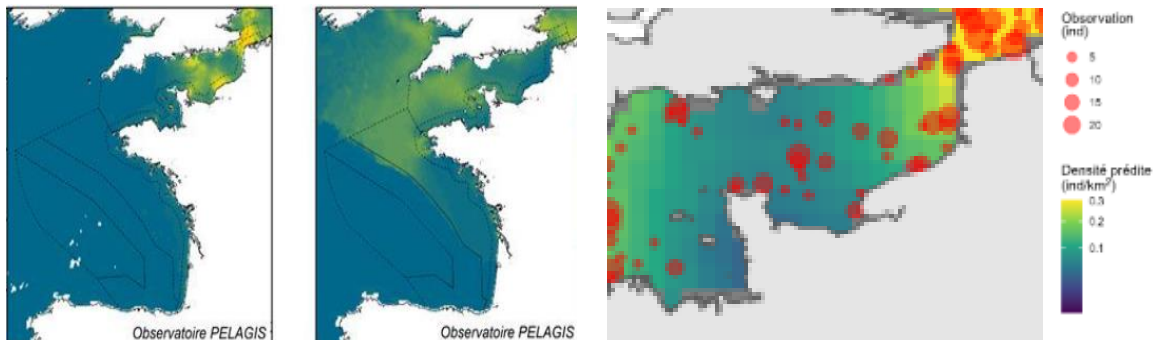 Observatoire PELAGIS
Observatoire PELAGIS
Observation
(ind)
5
10
15
20
Densité prédite
(ind/km²)
0.3
0.2
0.1